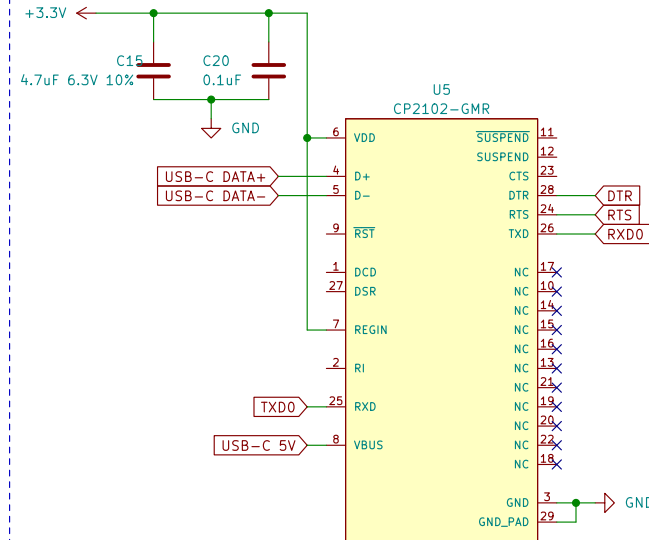 +3.3V
C15
C20
4.7uF 6.3V 10%
0.1uF
GND
U5
CP2102-GMR
6 VDD
SUSPEND 11
SUSPEND 12
USB-C DATA+ 4 D+
CTS 23
USB-C DATA- 5 D-
DTR 28 DTR
RTS 24 RTS
9 RST
TXD 26 RXD0
1 DCD
NC 17
27 DSR
NC 10
NC 14
7 REGIN
NC 15
NC 16
2 RI
NC 13
NC 21
TXD0 25 RXD
NC 19
NC 20
USB-C 5V 8 VBUS
NC 22
NC 18
GND 3 GND
GND_PAD 29